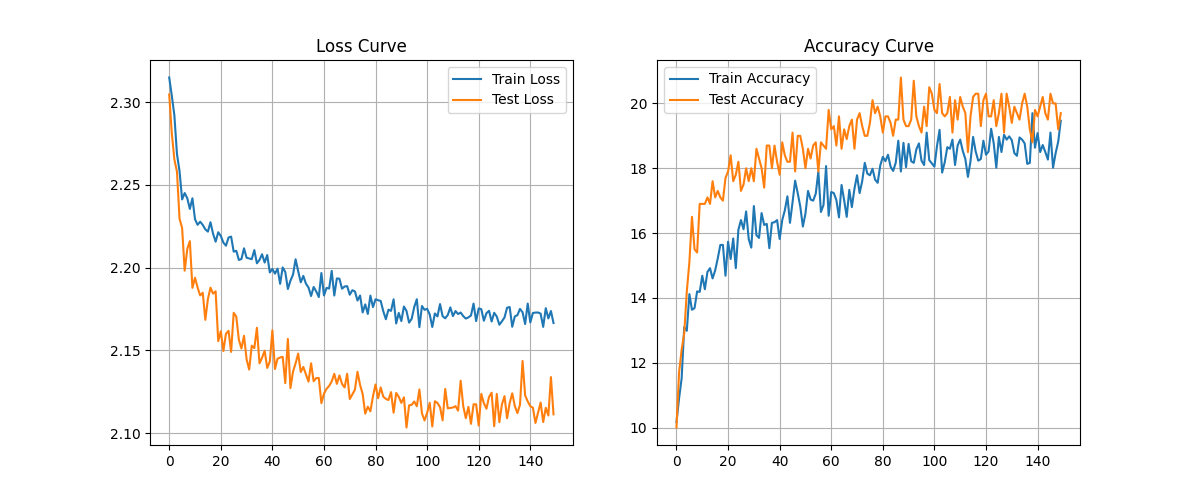 Loss Curve
Train Loss
Test Loss
2.30
2.25
2.20
2.15
2.10
0 20 40 60 80 100 120 140
Accuracy Curve
Train Accuracy
Test Accuracy
20
18
16
14
12
10
0 20 40 60 80 100 120 140